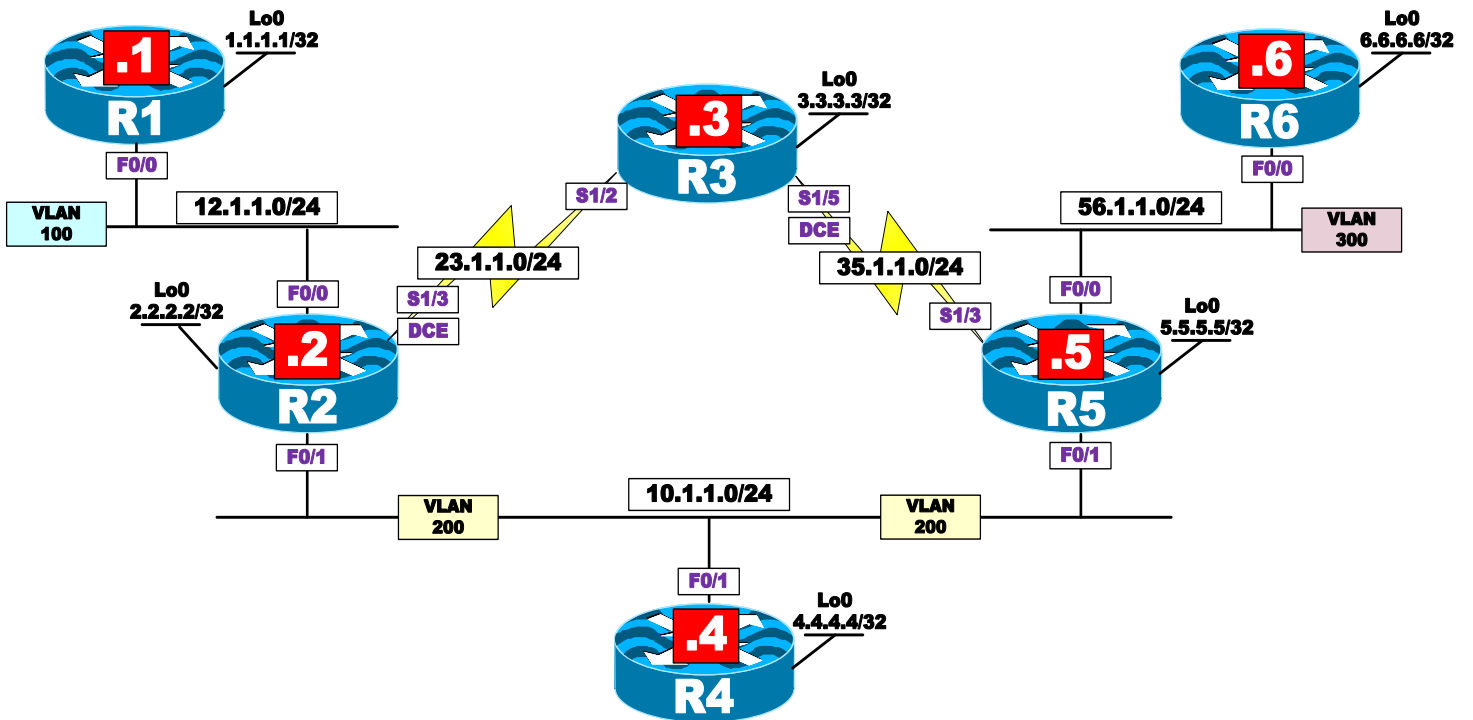 Lo0
1.1.1.1/32
.1
R1
F0/0
Lo0
3.3.3.3/32
.3
R3
Lo0
6.6.6.6/32
.6
R6
F0/0
VLAN
100
12.1.1.0/24
S1/2
S1/5
DCE
56.1.1.0/24
VLAN
300
23.1.1.0/24
35.1.1.0/24
Lo0
2.2.2.2/32
F0/0
S1/3
DCE
.2
R2
F0/1
S1/3
F0/0
Lo0
5.5.5.5/32
.5
R5
F0/1
VLAN
200
10.1.1.0/24
VLAN
200
F0/1
Lo0
4.4.4.4/32
.4
R4